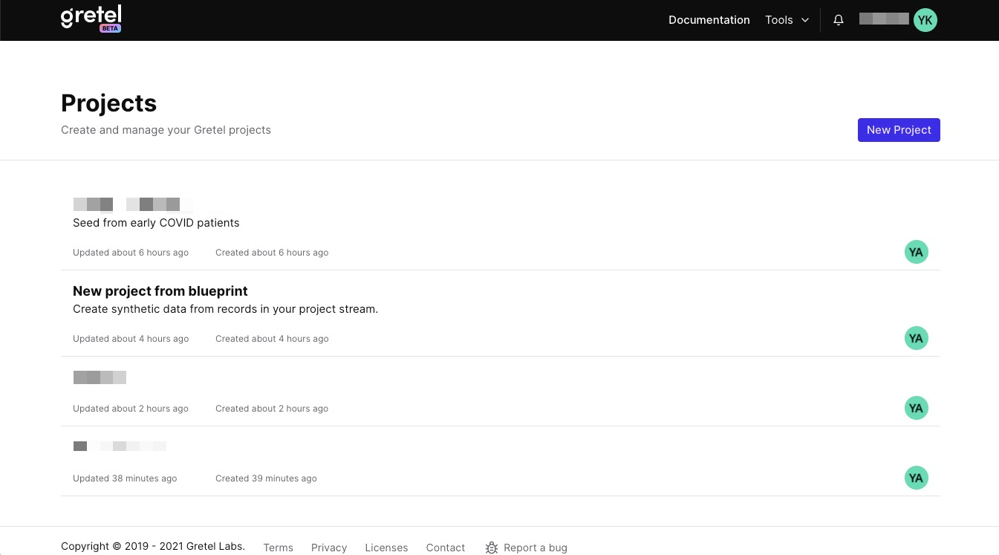 gretel
BETA
Documentation Tools YK
Projects
Create and manage your Gretel projects
New Project
Seed from early COVID patients
Updated about 6 hours ago Created about 6 hours ago YA
New project from blueprint
Create synthetic data from records in your project stream.
Updated about 4 hours ago Created about 4 hours ago YA
Updated about 2 hours ago Created about 2 hours ago YA
Updated 38 minutes ago Created 39 minutes ago YA
Copyright © 2019 - 2021 Gretel Labs. Terms Privacy Licenses Contact Report a bug